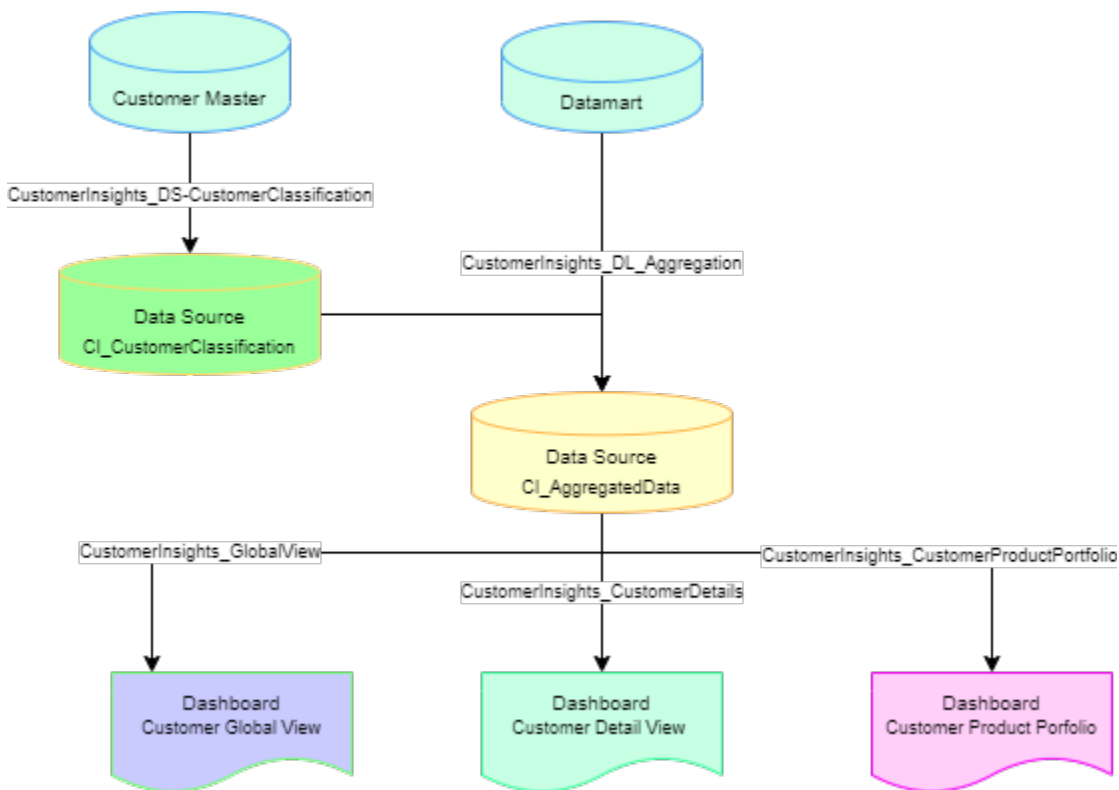 Customer Master
Datamart
CustomerInsights_DS-CustomerClassification
CustomerInsights_DL_Aggregation
Data Source
CI_CustomerClassification
Data Source
CI_AggregatedData
CustomerInsights_GlobalView
CustomerInsights_CustomerProductPortfolio
CustomerInsights_CustomerDetails
Dashboard
Customer Global View
Dashboard
Customer Detail View
Dashboard
Customer Product Porfolio